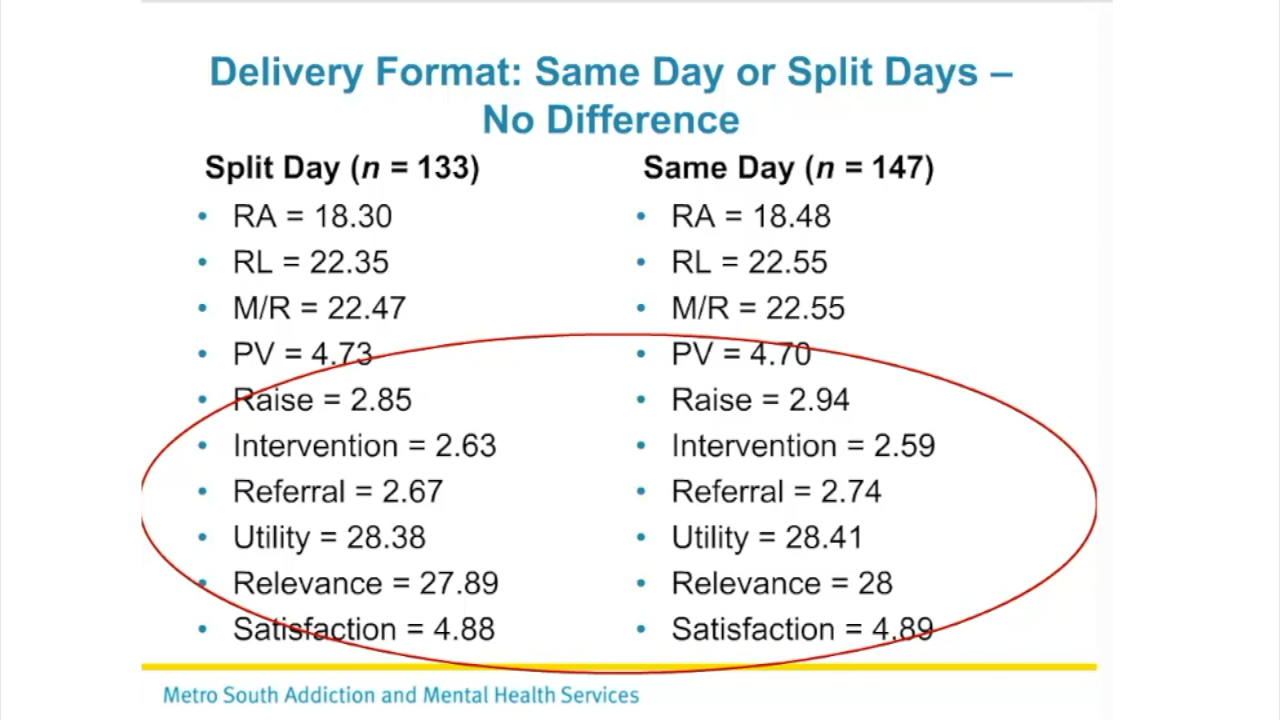 Delivery Format: Same Day or Split Days –
No Difference
Split Day (n = 133)
• RA = 18.30
• RL = 22.35
• M/R = 22.47
• PV = 4.73
• Raise = 2.85
• Intervention = 2.63
• Referral = 2.67
• Utility = 28.38
• Relevance = 27.89
• Satisfaction = 4.88
Same Day (n = 147)
• RA = 18.48
• RL = 22.55
• M/R = 22.55
• PV = 4.70
• Raise = 2.94
• Intervention = 2.59
• Referral = 2.74
• Utility = 28.41
• Relevance = 28
• Satisfaction = 4.89
Metro South Addiction and Mental Health Services